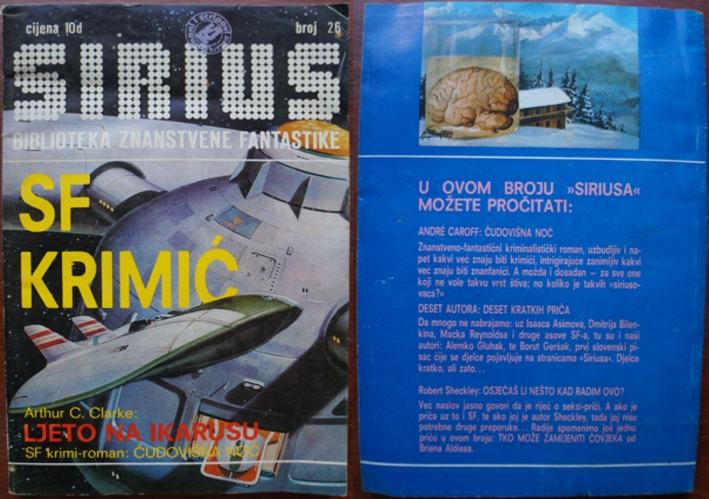 cijena 10d
broj 26
SIRIUS
BIBLIOTEKA ZNANSTVENE FANTASTIKE
SF
KRIMIĆ
Arthur C. Clarke:
LJETO NA IKARUSU
SF krimi-roman: ČUDOVIŠNA NOĆ
U OVOM BROJU »SIRIUSA«
MOŽETE PROČITATI:
ANDRÉ CAROFF: ČUDOVIŠNA NOĆ
Znanstveno-fantastični kriminalistički roman, uzbudljiv i na-
pet kakvi već znaju biti krimići, intrigirajuće zanimljiv kakvi
već znaju biti znanfanići. A možda i dosadan – za sve one
koji ne vole takvu vrst štiva; no koliko je takvih »siriuso-
vaca?«
DESET AUTORA: DESET KRATKIH PRIČA
Da mnogo ne nabrajamo: uz Isaaca Asimova, Dmitrija Bilen-
kina, Macka Reynoldsa i druge asove SF-a, tu su i naši
autori: Alemko Gluhak, te Borut Geršak, prvi slovenski pi-
sac čije se djelce pojavljuje na stranicama »Siriusa«. Djelce
kratko, ali zato...
Robert Sheckley: OSJEĆAŠ LI NEŠTO KAD RADIM OVO?
Već naslov jasno govori da je riječ o seksi-priči. A ako je
priča uz to i SF, te ako joj je autor Sheckley, tada joj nisu
potrebne druge preporuke... Radije spomenimo još jednu
priču u ovom broju: TKO MOŽE ZAMIJENITI ČOVJEKA od
Briana Aldissa.